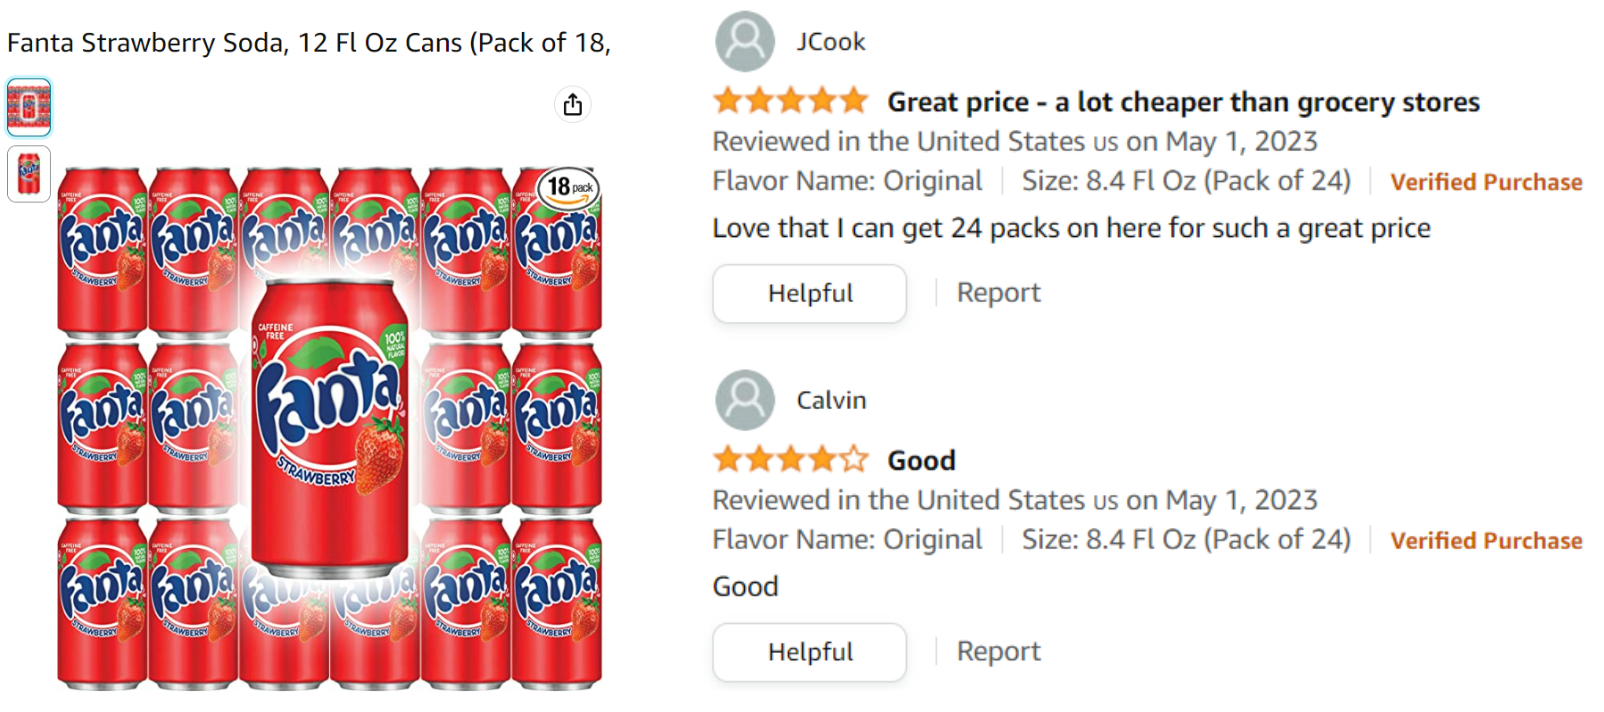 Fanta Strawberry Soda, 12 Fl Oz Cans (Pack of 18,
18 pack
CAFFEINE FREE
100% NATURAL FLAVORS
Fanta
STRAWBERRY
JCook
Great price - a lot cheaper than grocery stores
Reviewed in the United States US on May 1, 2023
Flavor Name: Original | Size: 8.4 Fl Oz (Pack of 24) | Verified Purchase
Love that I can get 24 packs on here for such a great price
Helpful | Report
Calvin
Good
Reviewed in the United States US on May 1, 2023
Flavor Name: Original | Size: 8.4 Fl Oz (Pack of 24) | Verified Purchase
Good
Helpful | Report